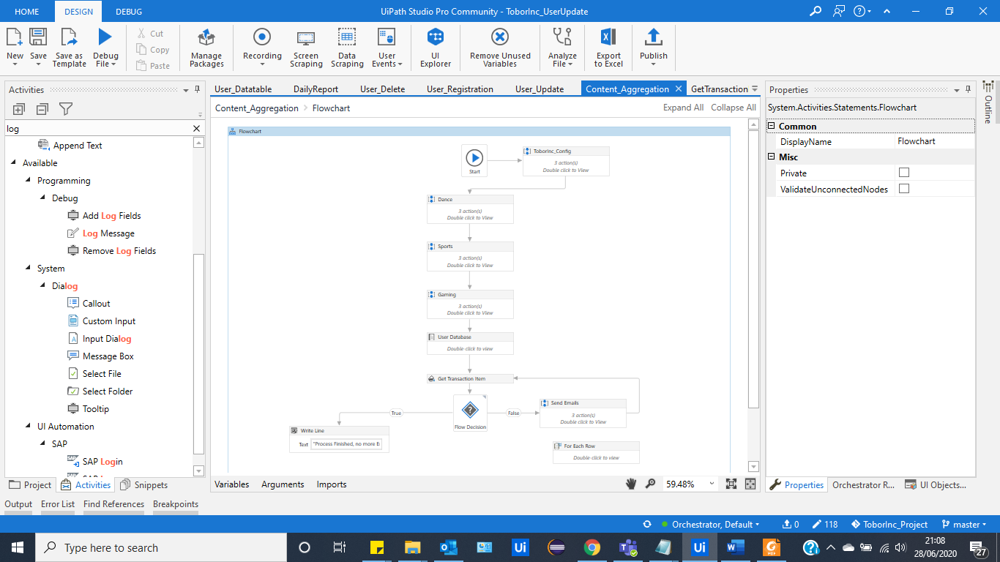 HOME DESIGN DEBUG UiPath Studio Pro Community - ToborInc_UserUpdate
New Save Save as Template Debug File Cut Copy Paste Manage Packages Recording Screen Scraping Data Scraping User Events UI Explorer Remove Unused Variables Analyze File Export to Excel Publish
Activities
log
Append Text
Available
Programming
Debug
Add Log Fields
Log Message
Remove Log Fields
System
Dialog
Callout
Custom Input
Input Dialog
Message Box
Select File
Select Folder
Tooltip
UI Automation
SAP
SAP Login
Project Activities Snippets
User_Datatable DailyReport User_Delete User_Registration User_Update Content_Aggregation GetTransaction
Content_Aggregation > Flowchart Expand All Collapse All
Flowchart
Start
ToborInc_Config
3 action(s)
Double click to View
Dance
3 action(s)
Double click to View
Sports
3 action(s)
Double click to View
Gaming
3 action(s)
Double click to View
User Database
Double-click to view
Get Transaction Item
True
Flow Decision
False
Send Emails
3 action(s)
Double click to View
Write Line
Text "Process Finished, no more E
For Each Row
Double-click to view
Variables Arguments Imports 59.48%
Properties
System.Activities.Statements.Flowchart
Common
DisplayName Flowchart
Misc
Private
ValidateUnconnectedNodes
Properties Orchestrator R... UI Objects...
Outline
Output Error List Find References Breakpoints
Orchestrator, Default 0 118 ToborInc_Project master
Type here to search
21:08
28/06/2020
27